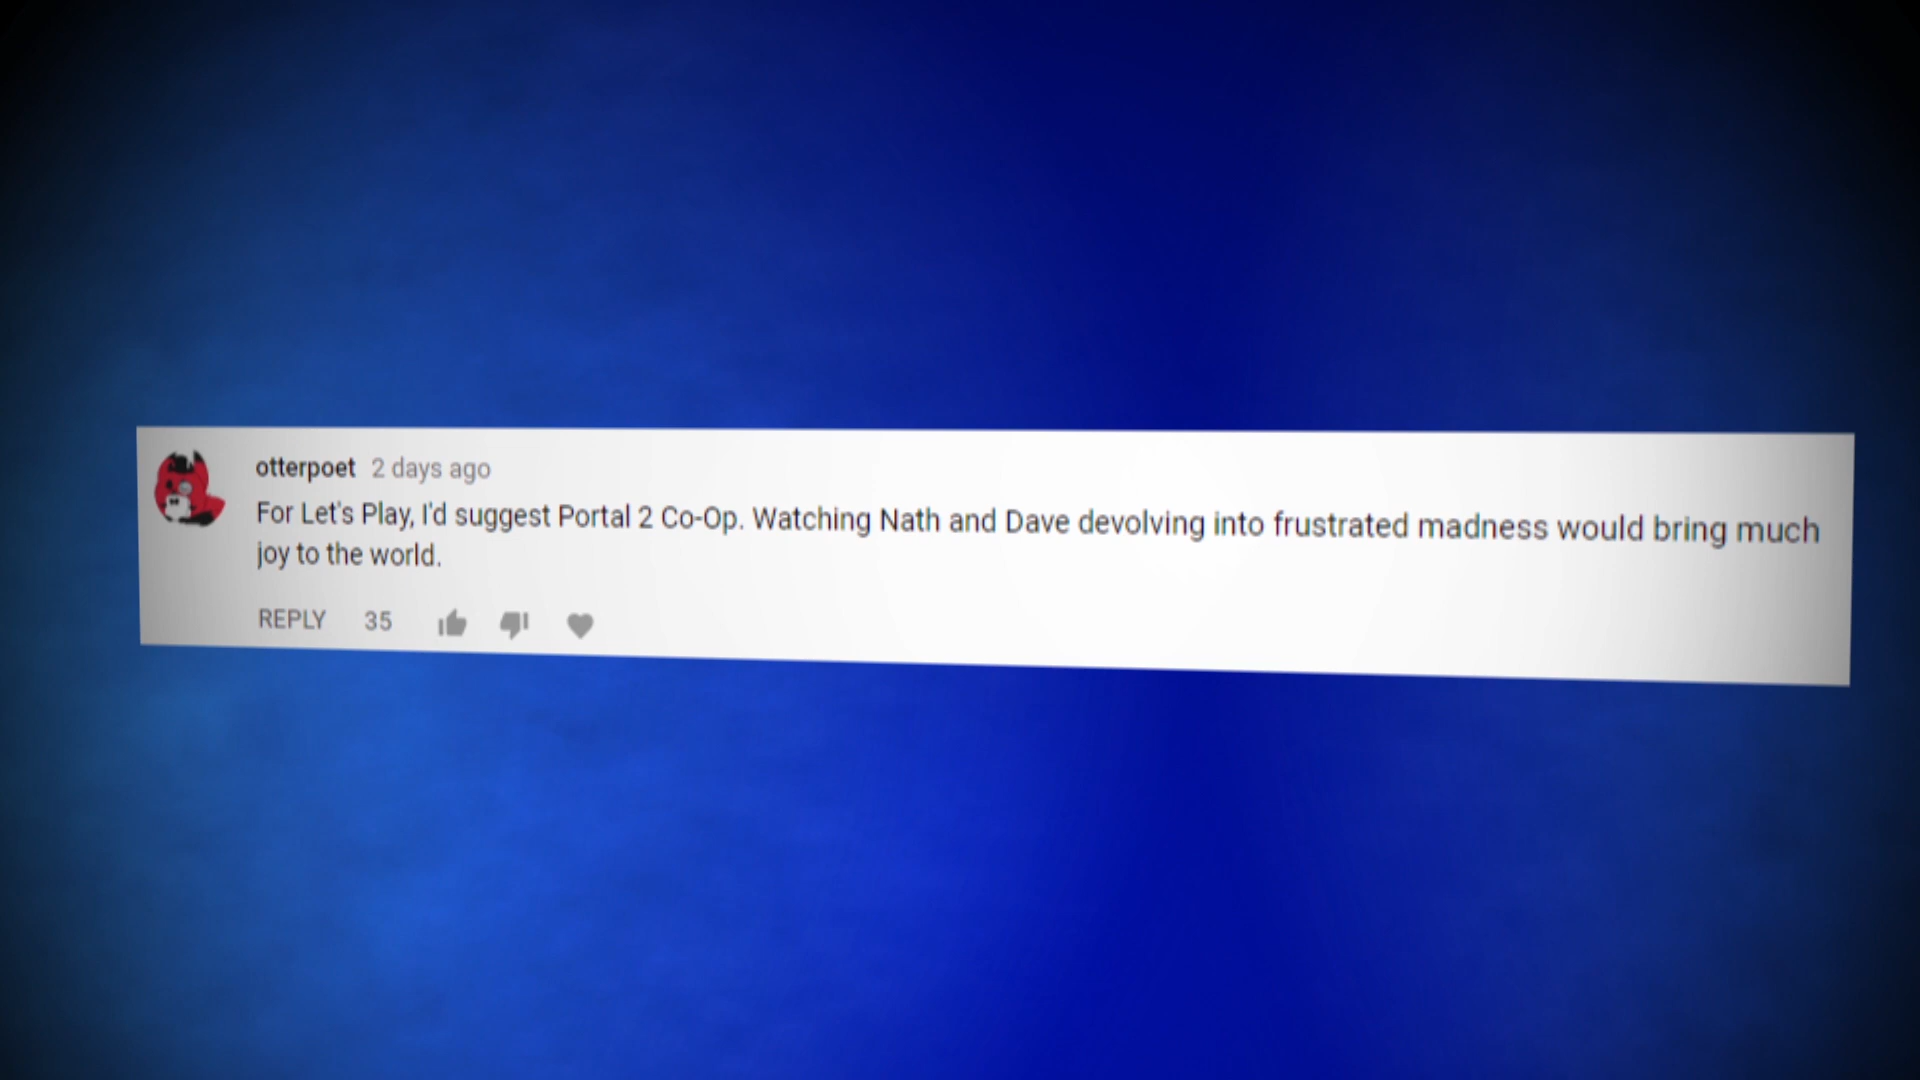 otterpoet 2 days ago
For Let's Play, I'd suggest Portal 2 Co-Op. Watching Nath and Dave devolving into frustrated madness would bring much
joy to the world.
REPLY 35